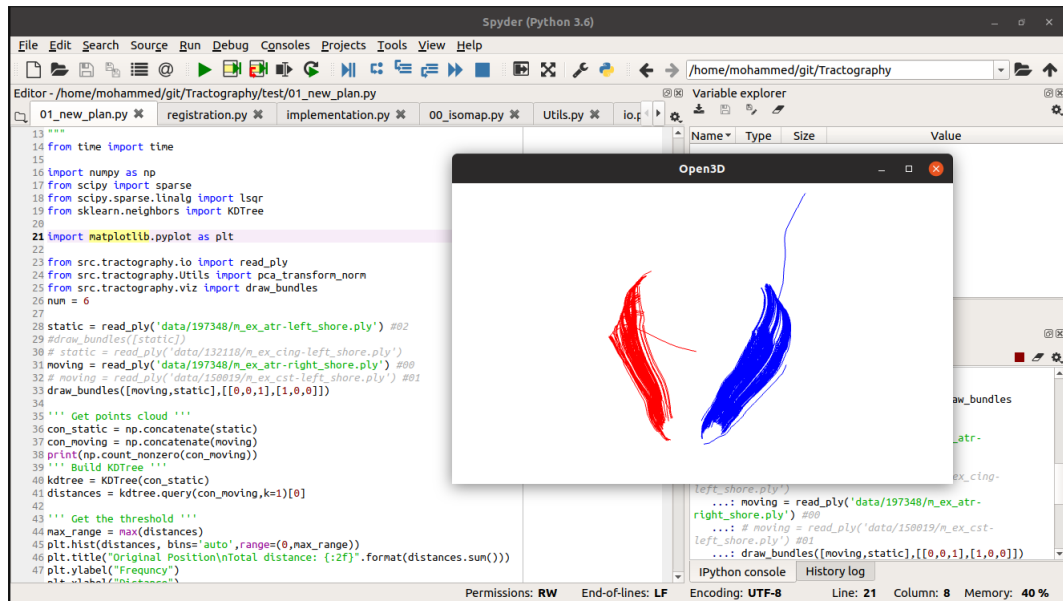 Spyder (Python 3.6)
File Edit Search Source Run Debug Consoles Projects Tools View Help
/home/mohammed/git/Tractography
Editor - /home/mohammed/git/Tractography/test/01_new_plan.py
01_new_plan.py registration.py implementation.py 00_isomap.py Utils.py io.p
13 """
14 from time import time
15
16 import numpy as np
17 from scipy import sparse
18 from scipy.sparse.linalg import lsqr
19 from sklearn.neighbors import KDTree
20
21 import matplotlib.pyplot as plt
22
23 from src.tractography.io import read_ply
24 from src.tractography.Utils import pca_transform_norm
25 from src.tractography.viz import draw_bundles
26 num = 6
27
28 static = read_ply('data/197348/m_ex_atr-left_shore.ply') #02
29 #draw_bundles([static])
30 # static = read_ply('data/132118/m_ex_cing-left_shore.ply')
31 moving = read_ply('data/197348/m_ex_atr-right_shore.ply') #00
32 # moving = read_ply('data/150019/m_ex_cst-left_shore.ply') #01
33 draw_bundles([moving,static],[[0,0,1],[1,0,0]])
34
35 ''' Get points cloud '''
36 con_static = np.concatenate(static)
37 con_moving = np.concatenate(moving)
38 print(np.count_nonzero(con_moving))
39 ''' Build KDTree '''
40 kdtree = KDTree(con_static)
41 distances = kdtree.query(con_moving,k=1)[0]
42
43 ''' Get the threshold '''
44 max_range = max(distances)
45 plt.hist(distances, bins='auto',range=(0,max_range))
46 plt.title("Original Position\nTotal distance: {:2f}".format(distances.sum()))
47 plt.ylabel("Frequncy")
plt.xlabel("Distance")
Variable explorer
Name Type Size Value
Open3D
aw_bundles
_atr-
ex_cing-
left_shore.ply')
...: moving = read_ply('data/197348/m_ex_atr-
right_shore.ply') #00
...: # moving = read_ply('data/150019/m_ex_cst-
left_shore.ply') #01
...: draw_bundles([moving,static],[[0,0,1],[1,0,0]])
IPython console History log
Permissions: RW End-of-lines: LF Encoding: UTF-8 Line: 21 Column: 8 Memory: 40 %